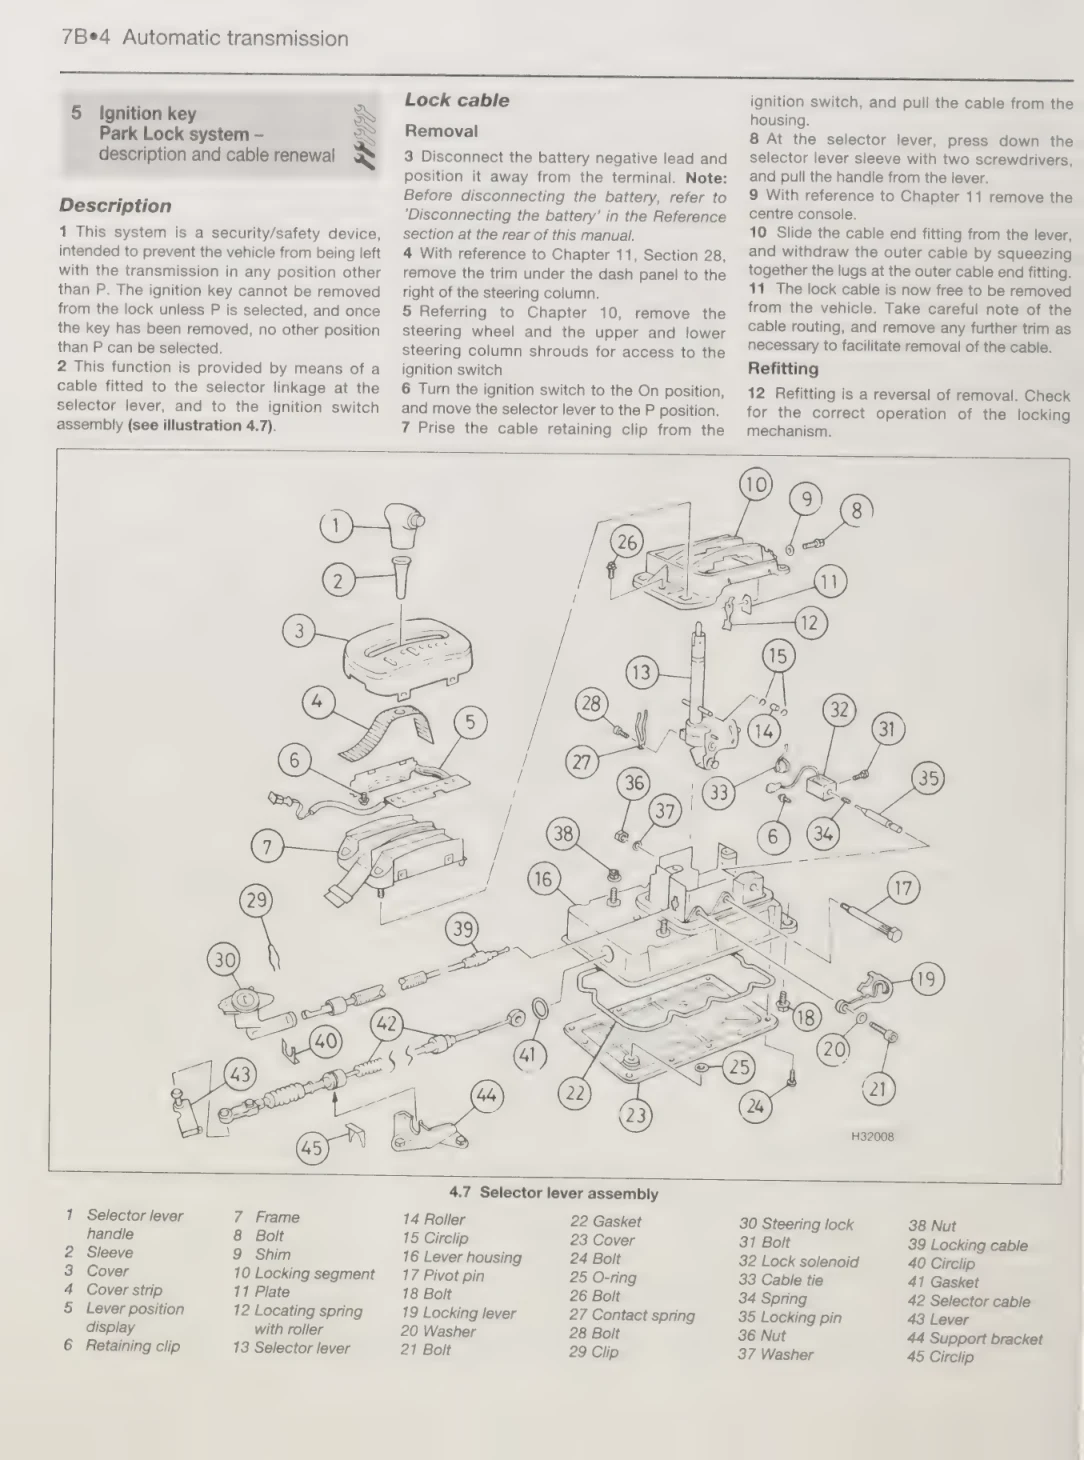 7B•4 Automatic transmission
5 Ignition key
Park Lock system –
description and cable renewal
Description
1 This system is a security/safety device,
intended to prevent the vehicle from being left
with the transmission in any position other
than P. The ignition key cannot be removed
from the lock unless P is selected, and once
the key has been removed, no other position
than P can be selected.
2 This function is provided by means of a
cable fitted to the selector linkage at the
selector lever, and to the ignition switch
assembly (see illustration 4.7).
Lock cable
Removal
3 Disconnect the battery negative lead and
position it away from the terminal. Note:
Before disconnecting the battery, refer to
'Disconnecting the battery' in the Reference
section at the rear of this manual.
4 With reference to Chapter 11, Section 28,
remove the trim under the dash panel to the
right of the steering column.
5 Referring to Chapter 10, remove the
steering wheel and the upper and lower
steering column shrouds for access to the
ignition switch
6 Turn the ignition switch to the On position,
and move the selector lever to the P position.
7 Prise the cable retaining clip from the
ignition switch, and pull the cable from the
housing.
8 At the selector lever, press down the
selector lever sleeve with two screwdrivers,
and pull the handle from the lever.
9 With reference to Chapter 11 remove the
centre console.
10 Slide the cable end fitting from the lever,
and withdraw the outer cable by squeezing
together the lugs at the outer cable end fitting.
11 The lock cable is now free to be removed
from the vehicle. Take careful note of the
cable routing, and remove any further trim as
necessary to facilitate removal of the cable.
Refitting
12 Refitting is a reversal of removal. Check
for the correct operation of the locking
mechanism.
10
9
8
1
26
2
11
12
3
15
13
4
28
32
5
14
31
27
6
36
33
35
37
38
6
34
7
16
17
29
39
30
19
42
18
40
41
20
43
25
44
22
21
24
23
45
H32008
4.7 Selector lever assembly
1 Selector lever
handle
2 Sleeve
3 Cover
4 Cover strip
5 Lever position
display
6 Retaining clip
7 Frame
8 Bolt
9 Shim
10 Locking segment
11 Plate
12 Locating spring
with roller
13 Selector lever
14 Roller
15 Circlip
16 Lever housing
17 Pivot pin
18 Bolt
19 Locking lever
20 Washer
21 Bolt
22 Gasket
23 Cover
24 Bolt
25 O-ring
26 Bolt
27 Contact spring
28 Bolt
29 Clip
30 Steering lock
31 Bolt
32 Lock solenoid
33 Cable tie
34 Spring
35 Locking pin
36 Nut
37 Washer
38 Nut
39 Locking cable
40 Circlip
41 Gasket
42 Selector cable
43 Lever
44 Support bracket
45 Circlip